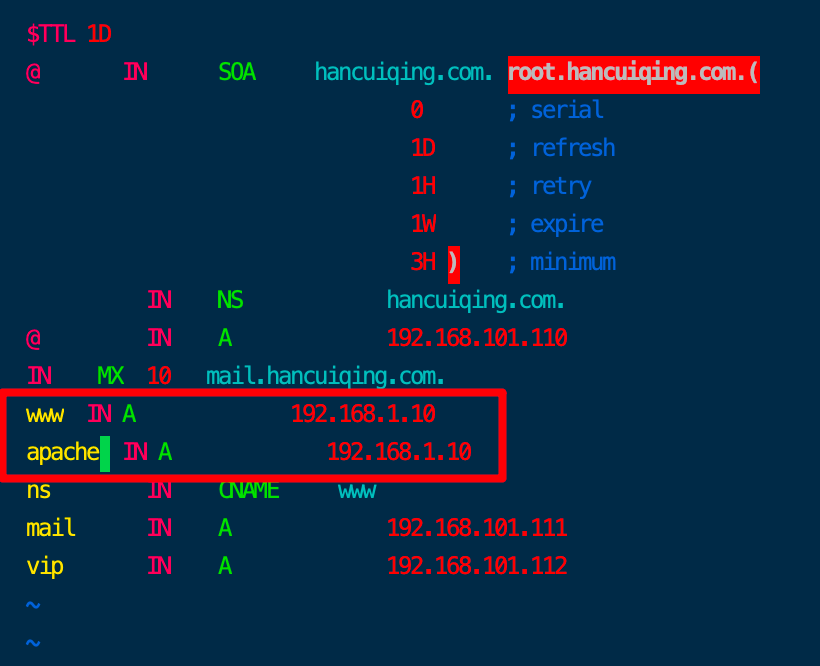 $TTL 1D
@ IN SOA hancuiqing.com. root.hancuiqing.com.(
0 ; serial
1D ; refresh
1H ; retry
1W ; expire
3H ) ; minimum
IN NS hancuiqing.com.
@ IN A 192.168.101.110
IN MX 10 mail.hancuiqing.com.
www IN A 192.168.1.10
apache IN A 192.168.1.10
ns IN CNAME www
mail IN A 192.168.101.111
vip IN A 192.168.101.112
~
~